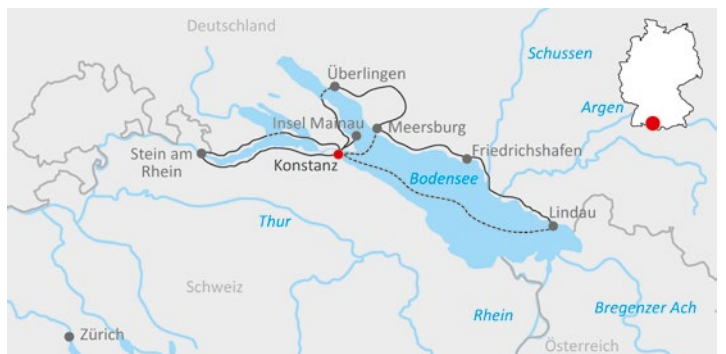 Deutschland
Schussen
Überlingen
Argen
Insel Mainau
Meersburg
Stein am
Rhein
Konstanz
Friedrichshafen
Bodensee
Thur
Lindau
Schweiz
Rhein
Bregenzer Ach
Zürich
Österreich